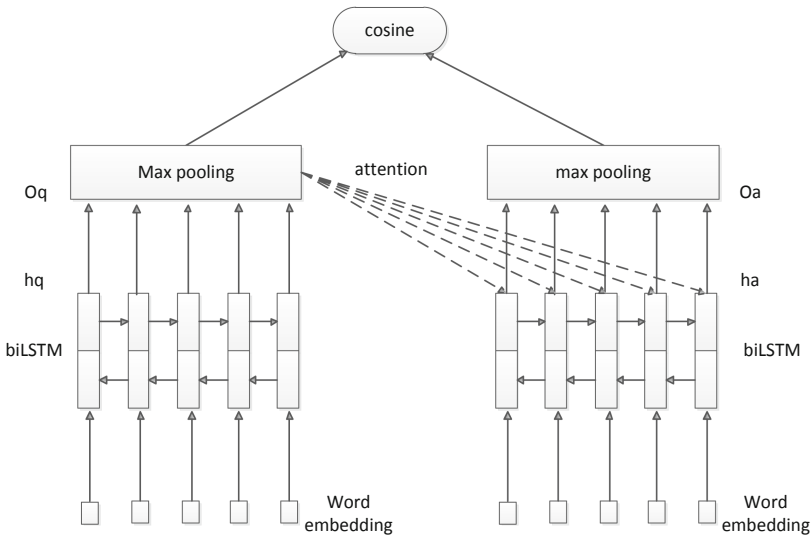 cosine
Max pooling
attention
max pooling
Oq
Oa
hq
ha
biLSTM
biLSTM
Word
embedding
Word
embedding